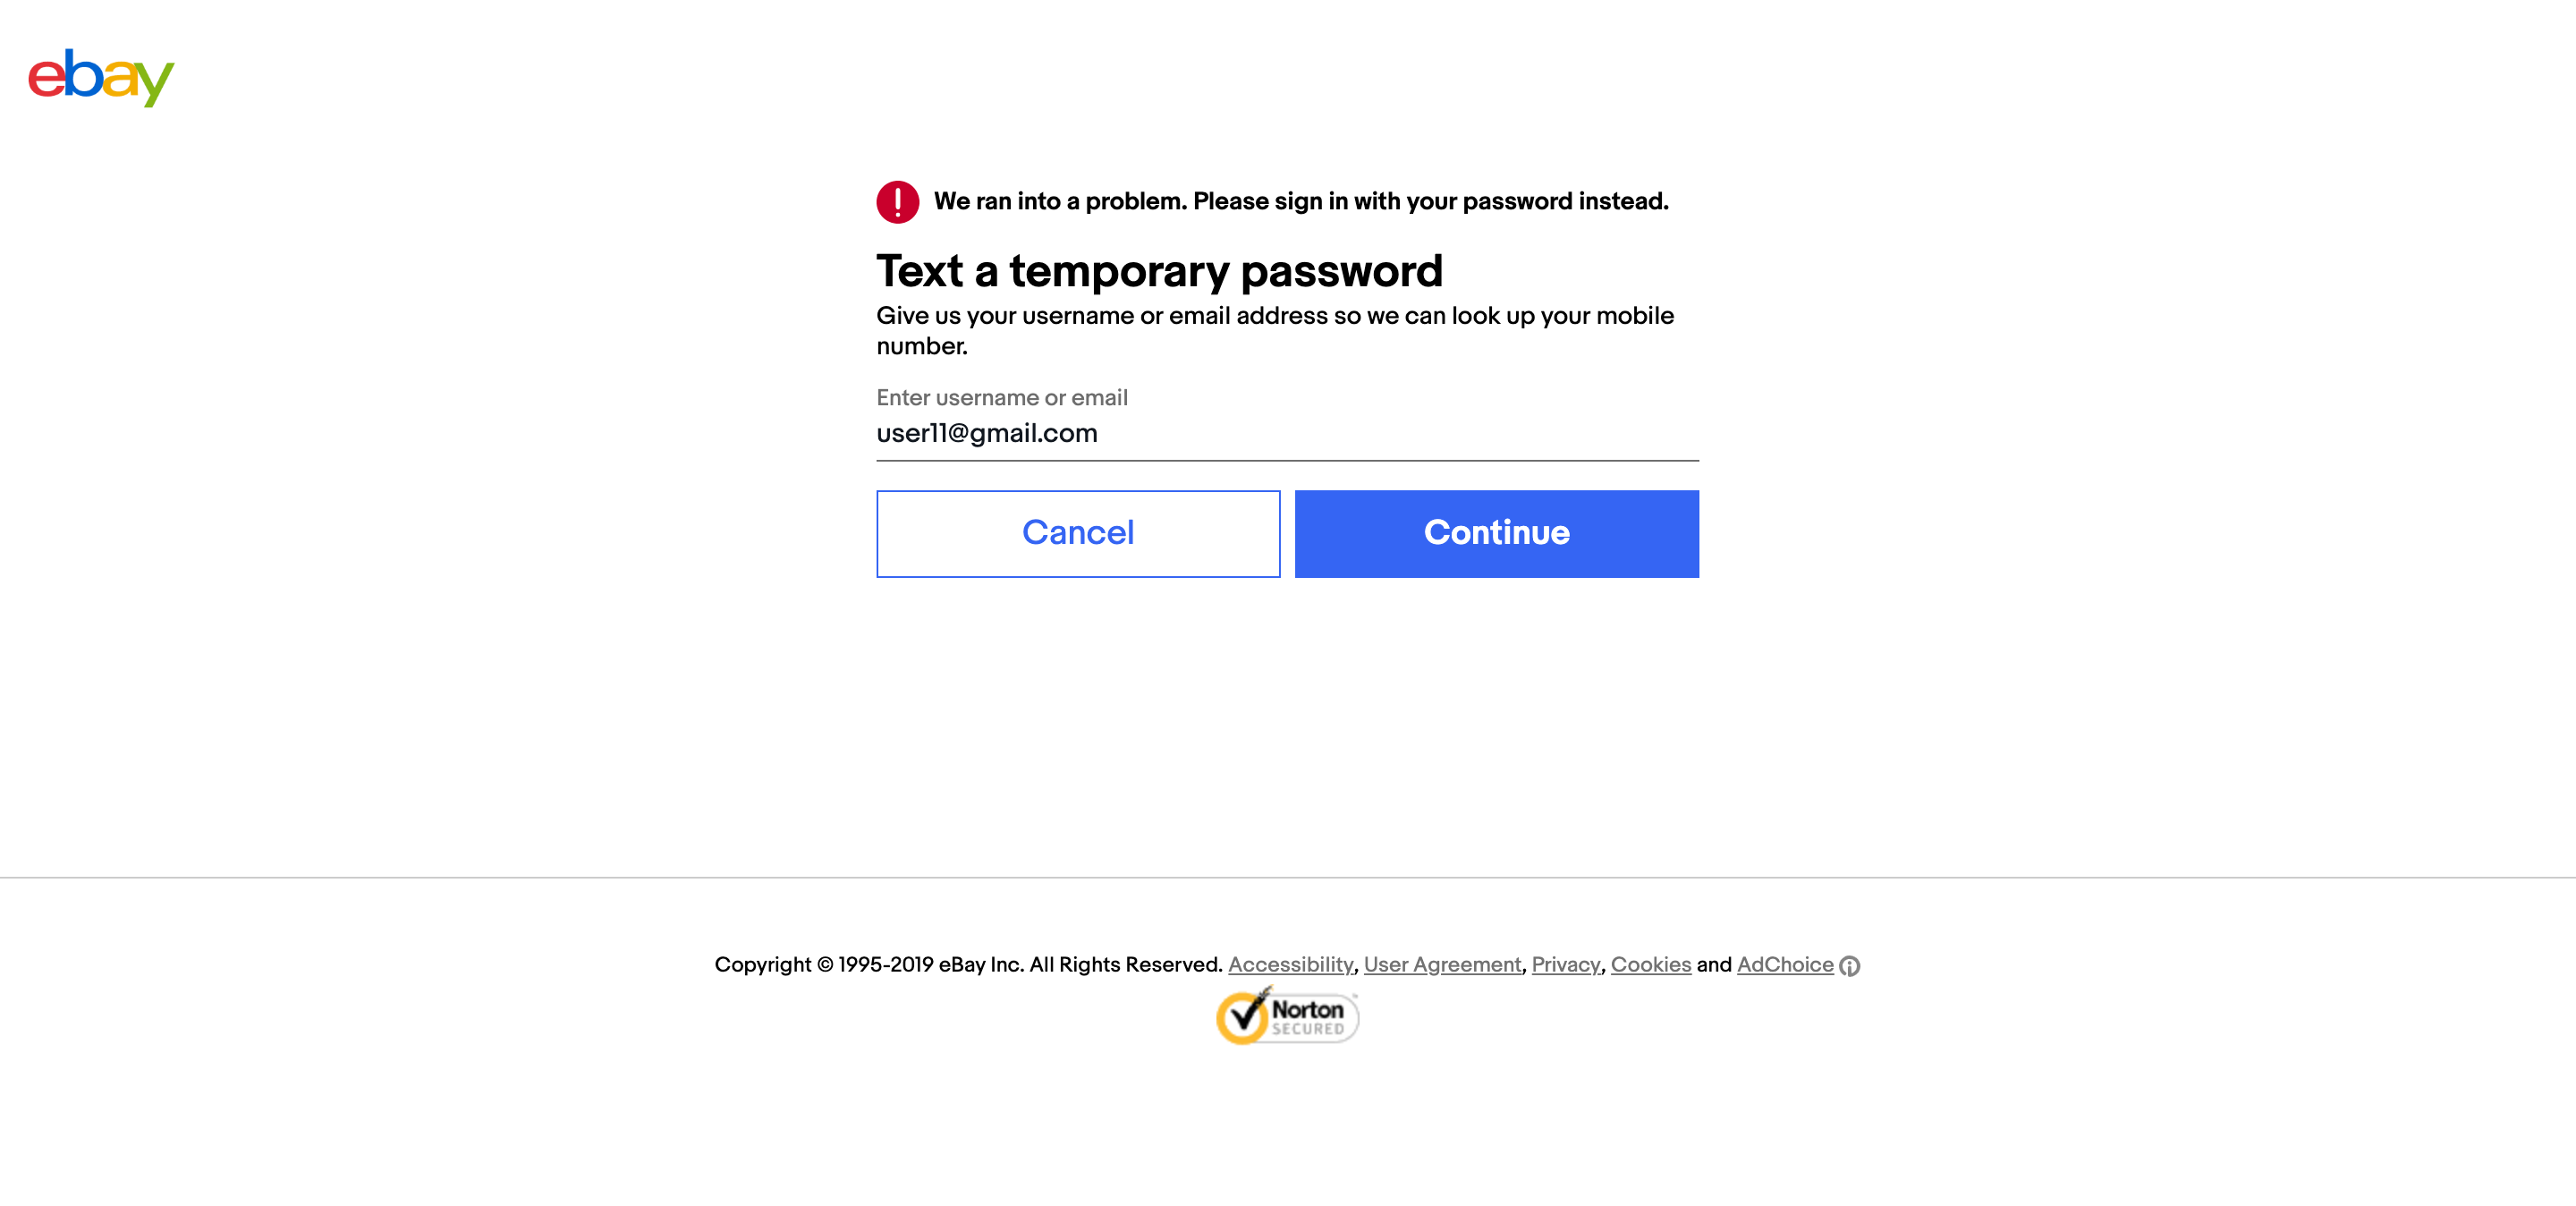 ebay
We ran into a problem. Please sign in with your password instead.
Text a temporary password
Give us your username or email address so we can look up your mobile
number.
Enter username or email
user11@gmail.com
Cancel Continue
Copyright © 1995-2019 eBay Inc. All Rights Reserved. Accessibility, User Agreement, Privacy, Cookies and AdChoice
Norton
SECURED